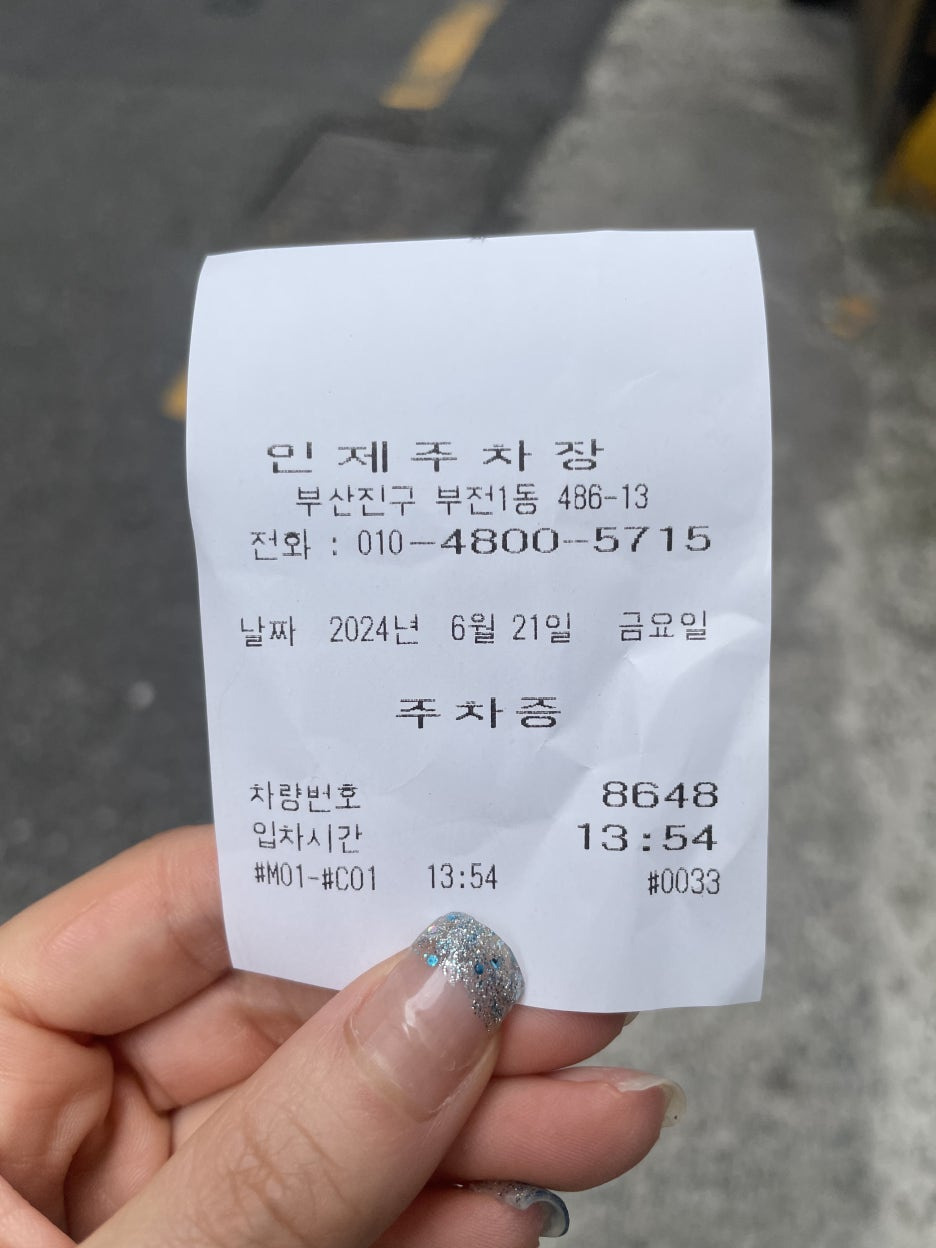 인제주차장
부산진구 부전1동 486-13
전화 : 010-4800-5715
날짜 2024년 6월 21일 금요일
주차증
차량번호 8648
입차시간 13:54
#M01-#C01 13:54 #0033